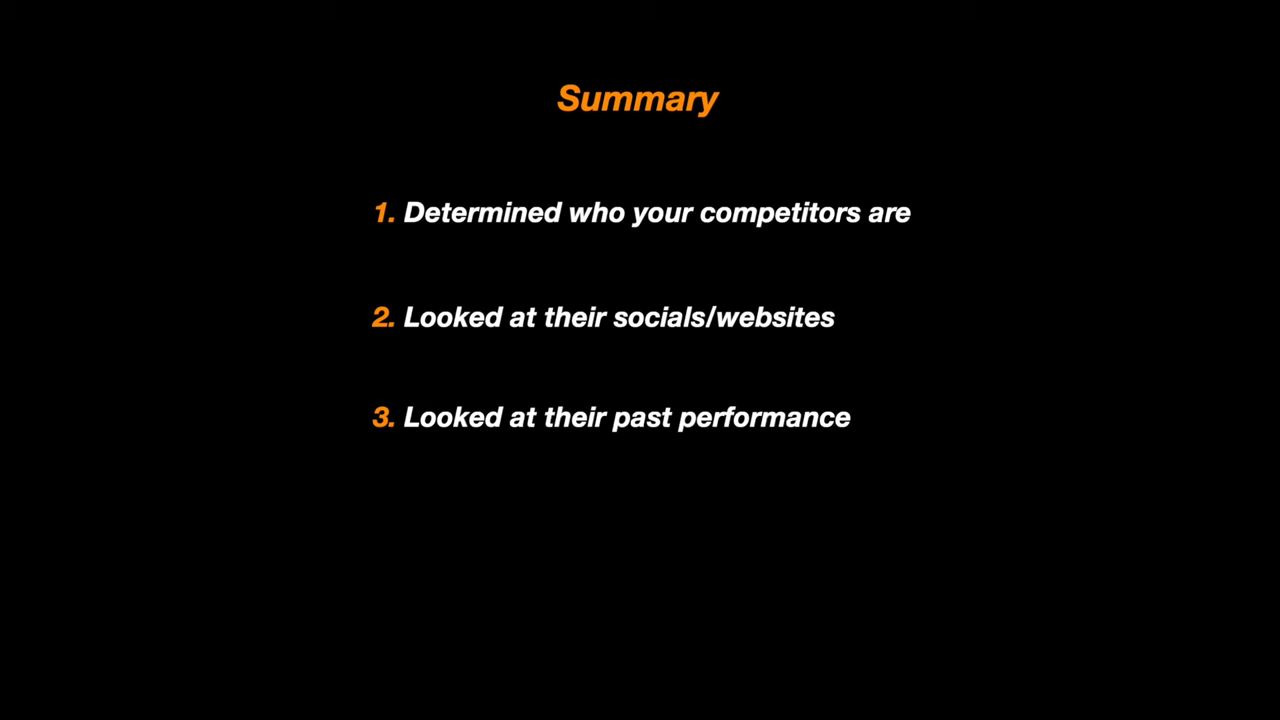 Summary
1. Determined who your competitors are
2. Looked at their socials/websites
3. Looked at their past performance